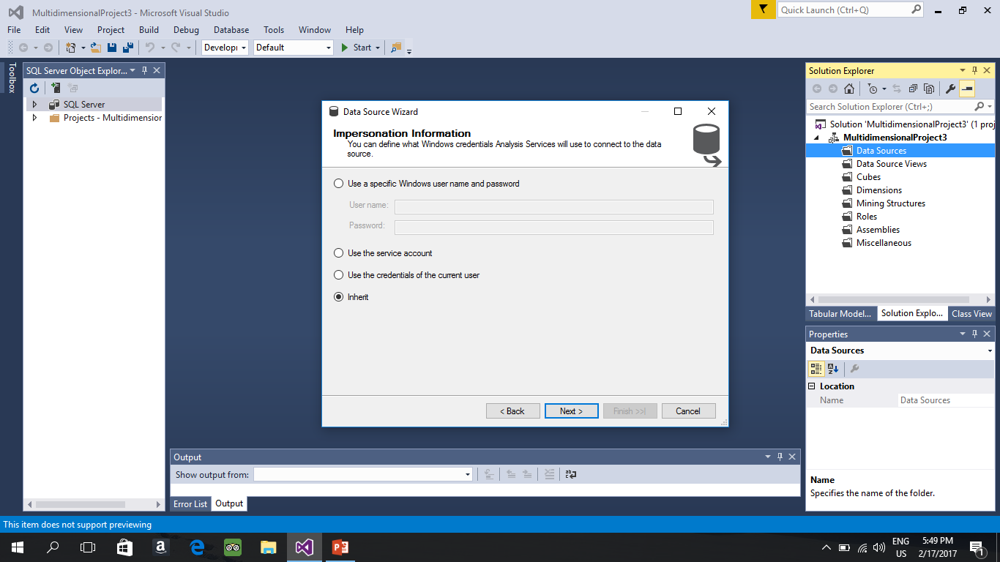 MultidimensionalProject3 - Microsoft Visual Studio
Quick Launch (Ctrl+Q)
File Edit View Project Build Debug Database Tools Window Help
Developı Default Start
Toolbox
SQL Server Object Explor...
SQL Server
Projects - Multidimension
Data Source Wizard
Impersonation Information
You can define what Windows credentials Analysis Services will use to connect to the data
source.
Use a specific Windows user name and password
User name:
Password:
Use the service account
Use the credentials of the current user
Inherit
< Back Next > Finish >>| Cancel
Output
Show output from:
Error List Output
Solution Explorer
Search Solution Explorer (Ctrl+;)
Solution 'MultidimensionalProject3' (1 proj
MultidimensionalProject3
Data Sources
Data Source Views
Cubes
Dimensions
Mining Structures
Roles
Assemblies
Miscellaneous
Tabular Model... Solution Explo... Class View
Properties
Data Sources
Location
Name Data Sources
Name
Specifies the name of the folder.
This item does not support previewing
ENG
US
5:49 PM
2/17/2017
1